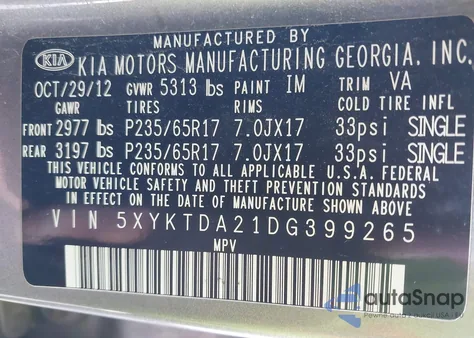 MANUFACTURED BY
KIA KIA MOTORS MANUFACTURING GEORGIA, INC.
OCT/29/12 GVWR 5313 lbs PAINT IM TRIM VA
GAWR TIRES RIMS COLD TIRE INFL
FRONT 2977 lbs P235/65R17 7.0JX17 33psi SINGLE
REAR 3197 lbs P235/65R17 7.0JX17 33psi SINGLE
THIS VEHICLE CONFORMS TO ALL APPLICABLE U.S.A. FEDERAL
MOTOR VEHICLE SAFETY AND THEFT PREVENTION STANDARDS
IN EFFECT ON THE DATE OF MANUFACTURE SHOWN ABOVE.
VIN 5XYKTDA21DG399265
MPV
autoSnap